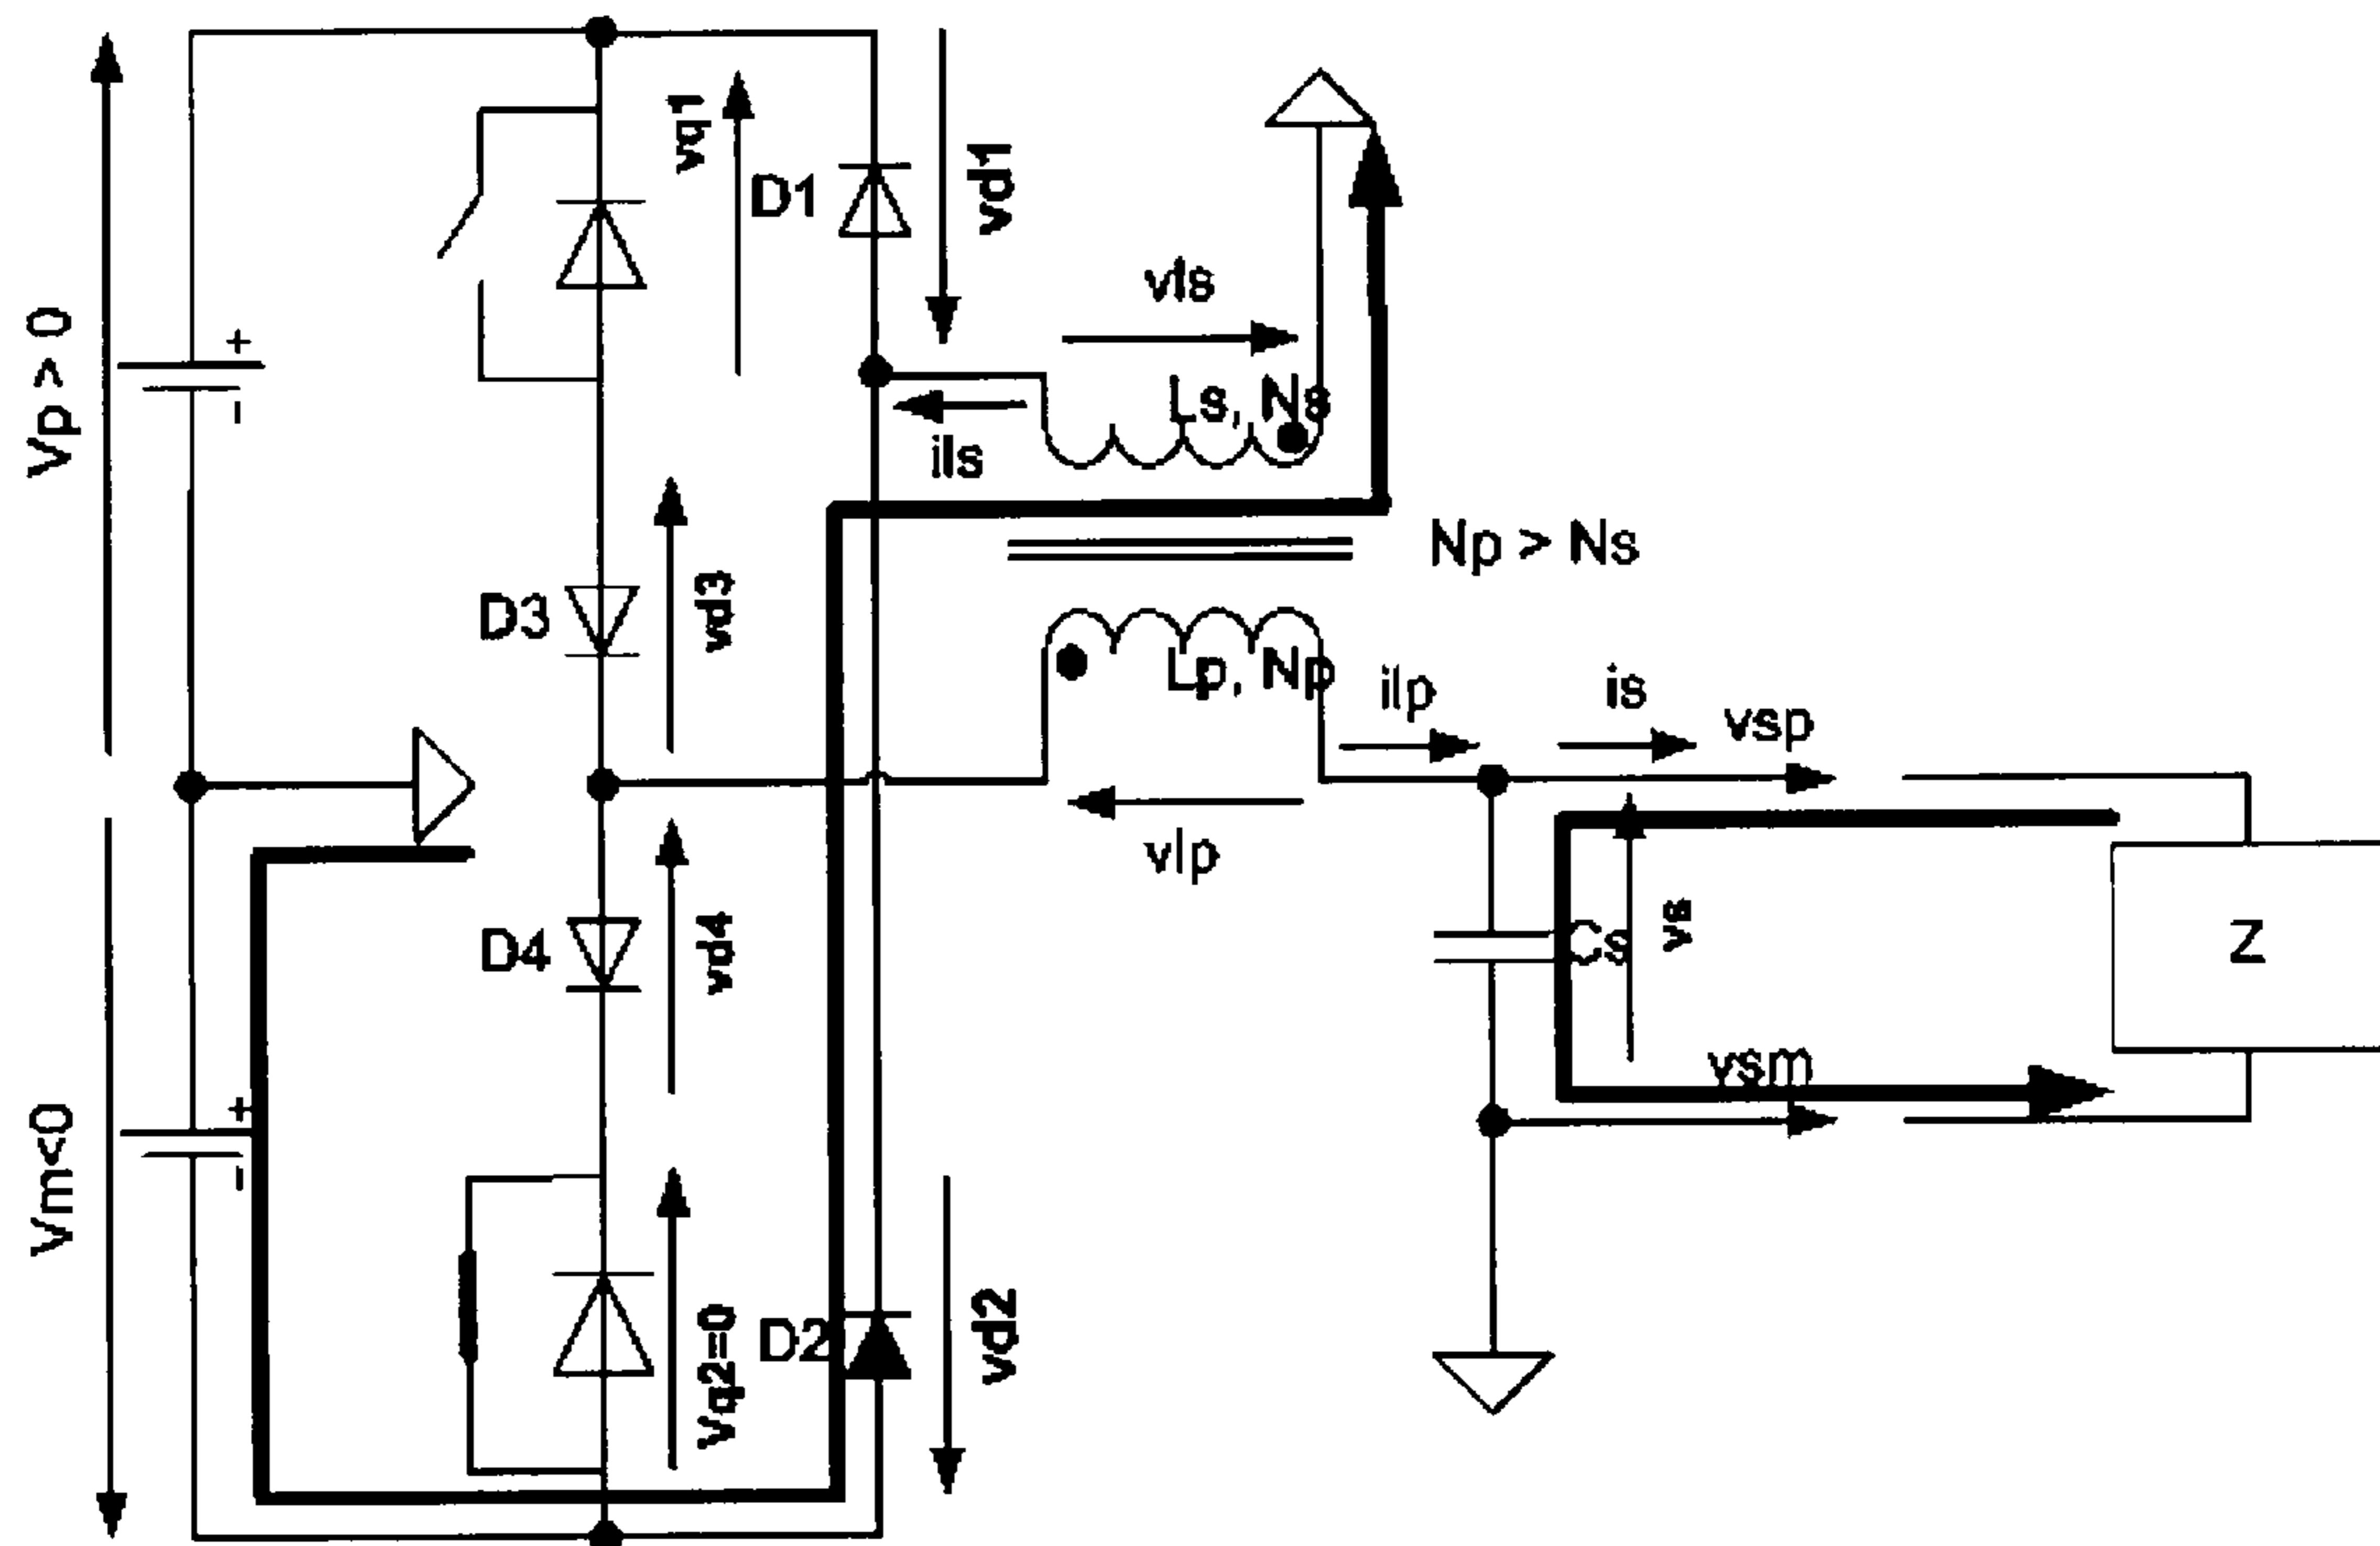 vq1
D1
vd1
vls
Vp > 0
+
-
Ls, Ns
ils
Np > Ns
D3
vd3
Lp, Np
ilp
is
vsp
vlp
D4
vd4
Cs
vs
Z
vsm
Vm<0
+
-
Vq2=0
D2
vd2